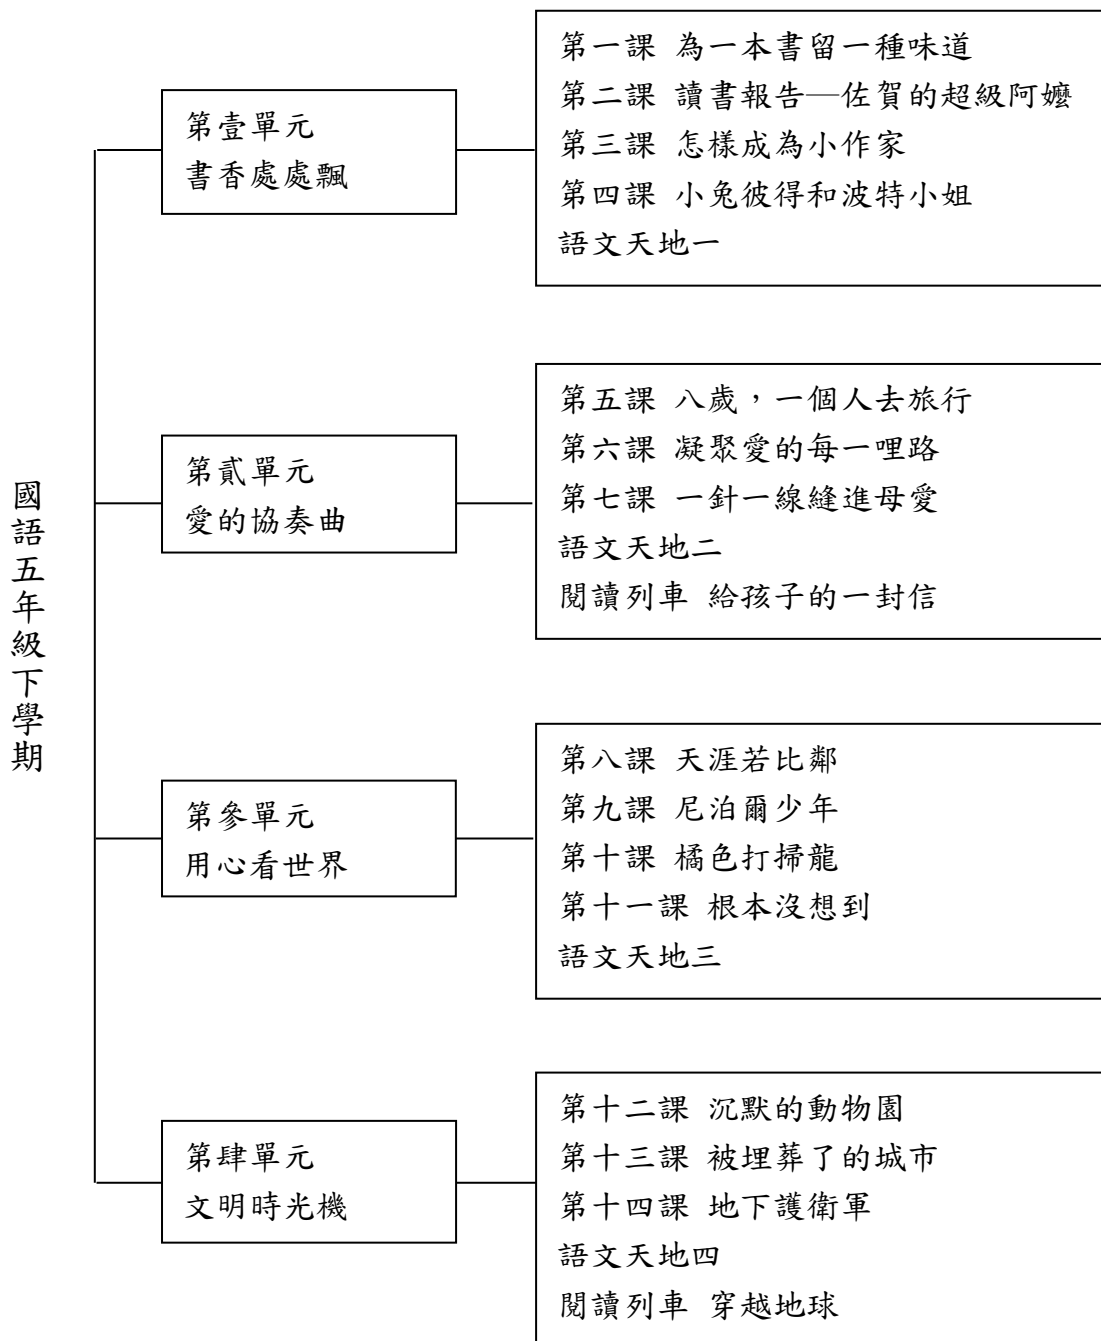 國語五年級下學期
第壹單元
書香處處飄
第一課 為一本書留一種味道
第二課 讀書報告─佐賀的超級阿嬤
第三課 怎樣成為小作家
第四課 小兔彼得和波特小姐
語文天地一
第貳單元
愛的協奏曲
第五課 八歲，一個人去旅行
第六課 凝聚愛的每一哩路
第七課 一針一線縫進母愛
語文天地二
閱讀列車 給孩子的一封信
第參單元
用心看世界
第八課 天涯若比鄰
第九課 尼泊爾少年
第十課 橘色打掃龍
第十一課 根本沒想到
語文天地三
第肆單元
文明時光機
第十二課 沉默的動物園
第十三課 被埋葬了的城市
第十四課 地下護衛軍
語文天地四
閱讀列車 穿越地球